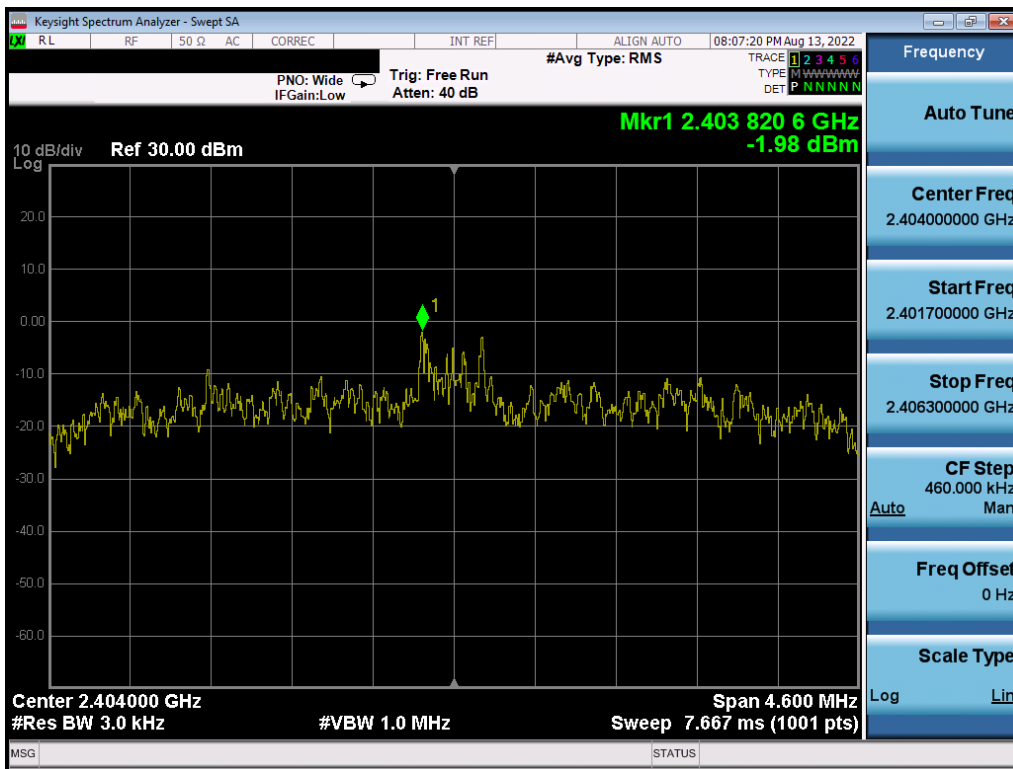 Keysight Spectrum Analyzer - Swept SA
LXI RL RF 50 Ω AC CORREC INT REF ALIGN AUTO 08:07:20 PM Aug 13, 2022
Frequency
#Avg Type: RMS
TRACE 1 2 3 4 5 6
PNO: Wide
Trig: Free Run
TYPE M WWWWW
IFGain:Low
Atten: 40 dB
DET P N N N N N
Auto Tune
Mkr1 2.403 820 6 GHz
-1.98 dBm
10 dB/div Ref 30.00 dBm
Log
20.0
10.0
0.00
-10.0
-20.0
-30.0
-40.0
-50.0
-60.0
1
Center Freq
2.404000000 GHz
Start Freq
2.401700000 GHz
Stop Freq
2.406300000 GHz
CF Step
460.000 kHz
Auto Man
Freq Offset
0 Hz
Scale Type
Log Lin
Center 2.404000 GHz Span 4.600 MHz
#Res BW 3.0 kHz #VBW 1.0 MHz Sweep 7.667 ms (1001 pts)
MSG STATUS